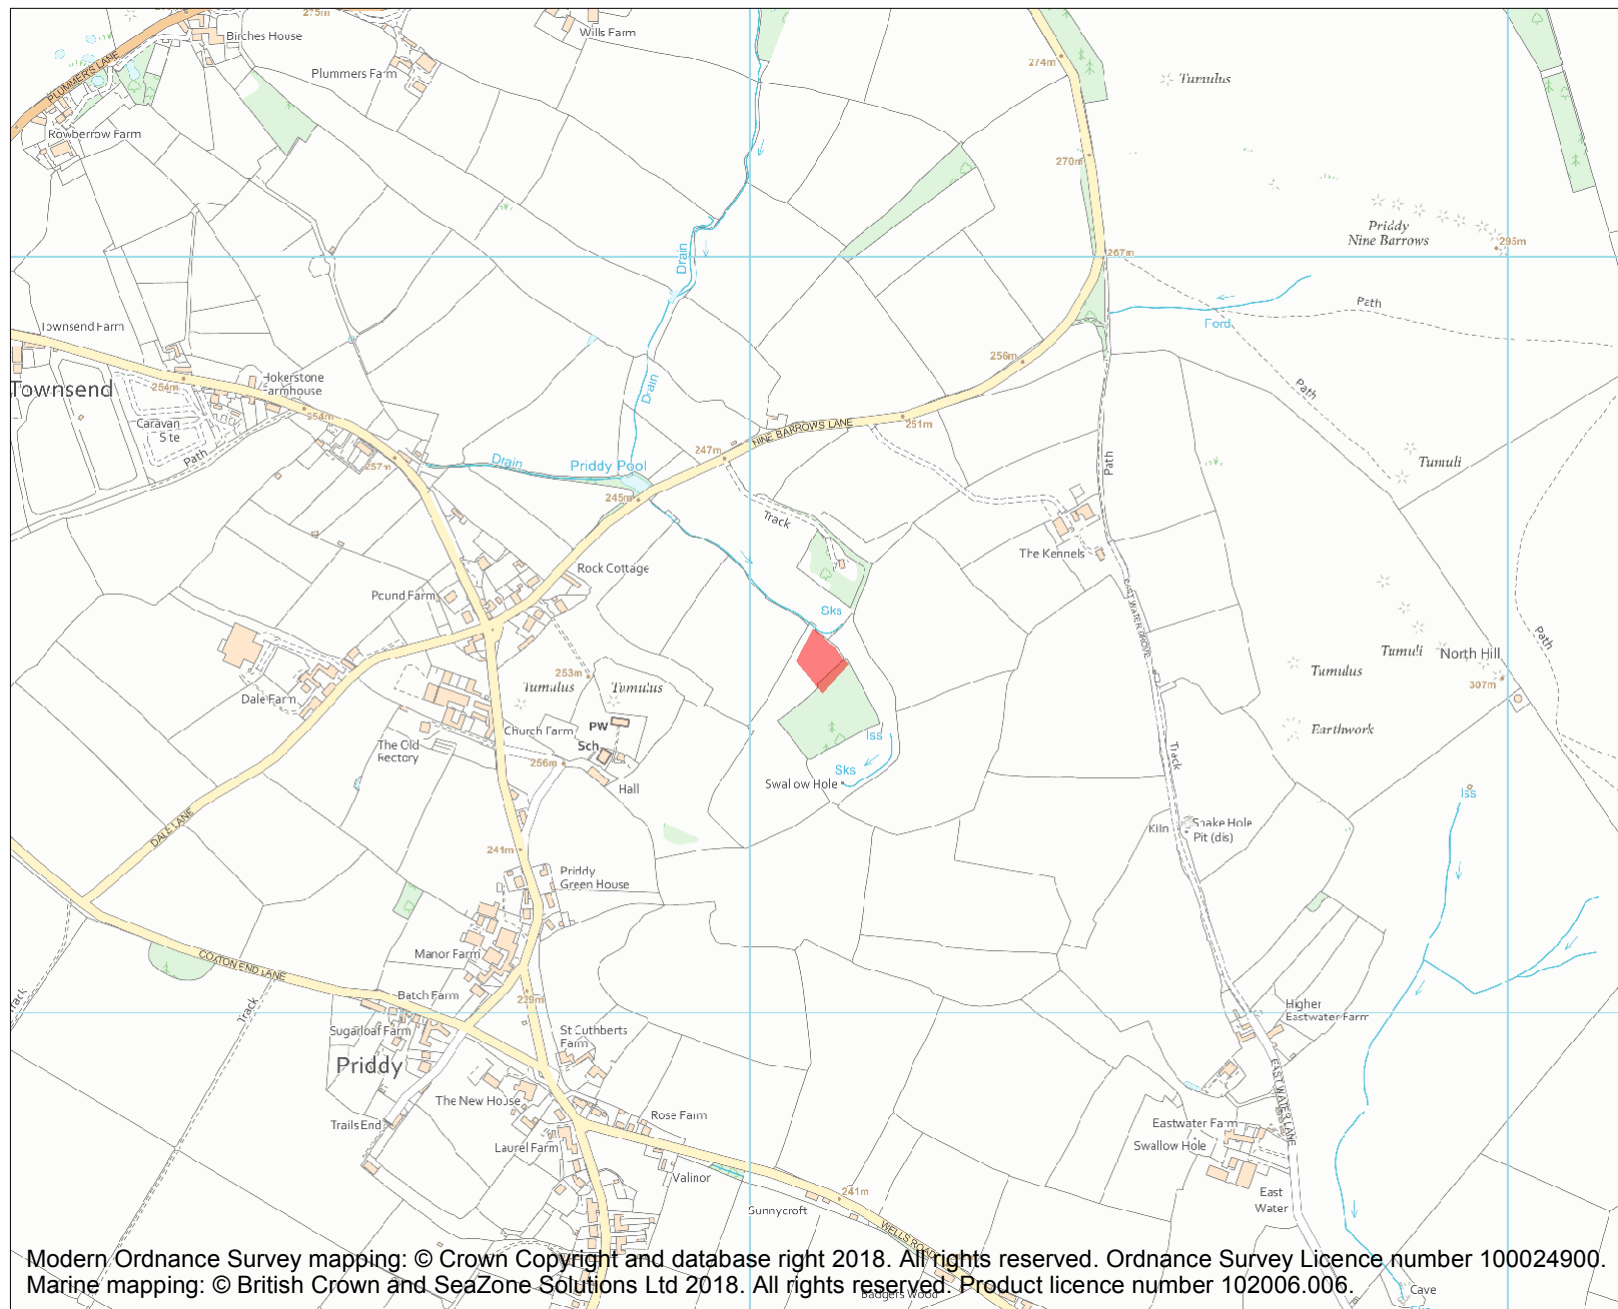 275m
Birches House
Wills Farm
PLUMMER'S LANE
Plummers Farm
274m
Tumulus
Rowberrow Farm
270m
Priddy
Nine Barrows
295m
Drain
267m
Path
Ford
Townsend Farm
256m
Townsend
254m
Hokerstone
Farmhouse
Drain
Path
254m
Caravan
Site
Path
NINE BARROWS LANE
251m
247m
257m
Drain
Priddy Pool
Path
Tumuli
245m
Track
The Kennels
Rock Cottage
Pound Farm
EAST WATER DROVE
Sks
Path
Tumuli
North Hill
253m
Tumulus
Tumulus
Tumulus
307m
Dale Farm
PW
Church Farm
Sch
Earthwork
The Old
Rectory
256m
Iss
Track
Sks
Hall
Swallow Hole
Iss
DALE LANE
Kiln
Snake Hole
Pit (dis)
241m
Priddy
Green House
COXTON END LANE
Manor Farm
Track
Track
Batch Farm
239m
Higher
Eastwater Farm
Sugarloaf Farm
St Cuthberts
Farm
Priddy
EAST WATER LANE
The New House
Rose Farm
Trails End
Eastwater Farm
Laurel Farm
Swallow Hole
Valinor
241m
East
Water
Sunnycroft
WELLS ROAD
Modern Ordnance Survey mapping: © Crown Copyright and database right 2018. All rights reserved. Ordnance Survey Licence number 100024900.
Marine mapping: © British Crown and SeaZone Solutions Ltd 2018. All rights reserved. Product licence number 102006.006.
Badgers Wood
Cave